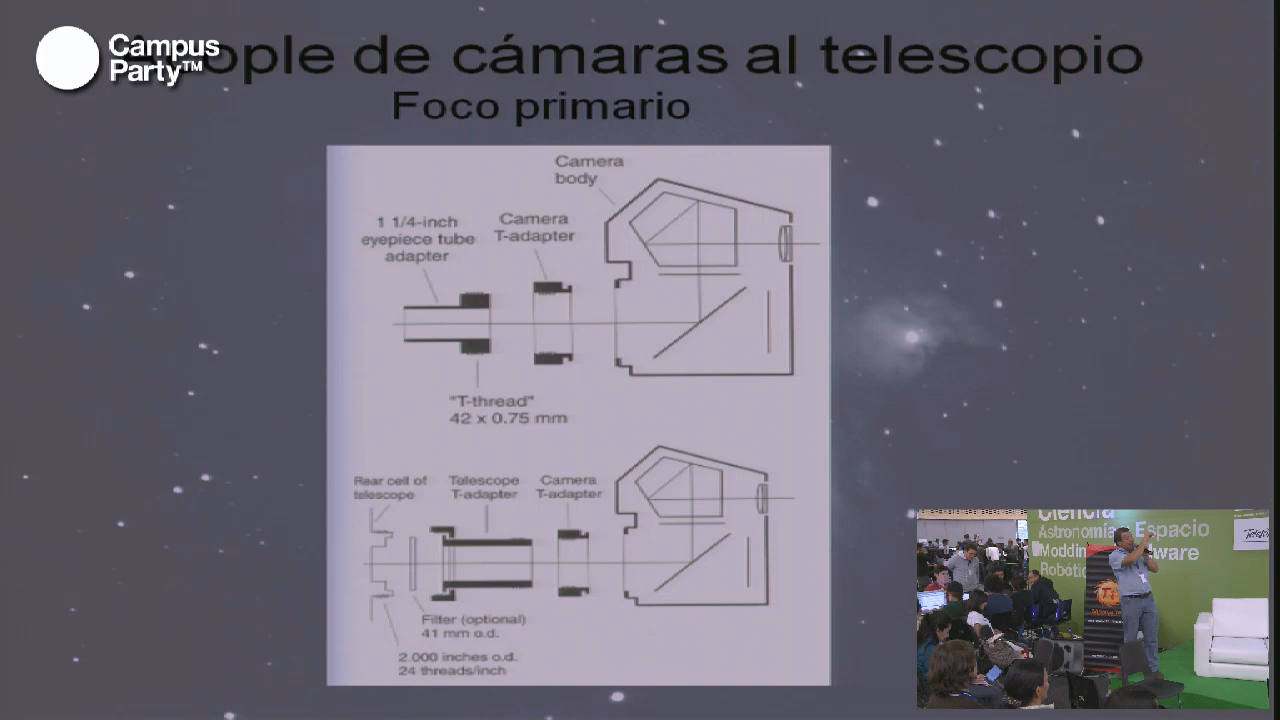 Campus
Party™
ople de cámaras al telescopio
Foco primario
Camera
body
1 1/4-inch
eyepiece tube
adapter
Camera
T-adapter
"T-thread"
42 x 0.75 mm
Rear cell of
telescope
Telescope
T-adapter
Camera
T-adapter
Filter (optional)
41 mm o.d.
2.000 inches o.d.
24 threads/inch
Ciencia
Astronomía Espacio
Moddin ware
Robótic